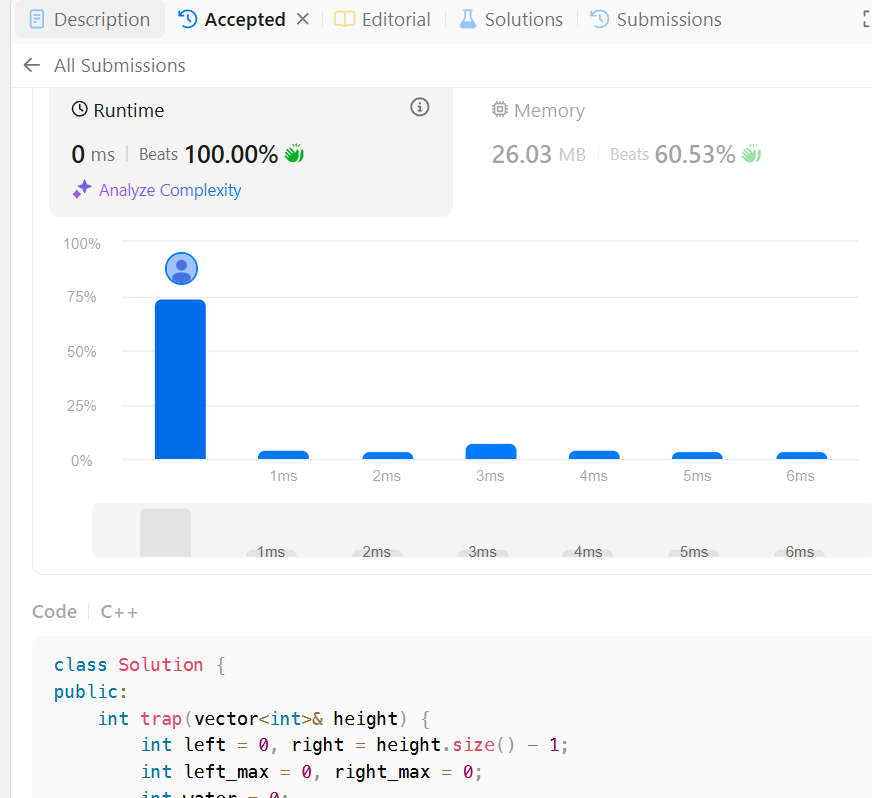 Description Accepted Editorial Solutions Submissions
All Submissions
Runtime
0 ms Beats 100.00%
Analyze Complexity
Memory
26.03 MB Beats 60.53%
100%
75%
50%
25%
0%
1ms 2ms 3ms 4ms 5ms 6ms
1ms 2ms 3ms 4ms 5ms 6ms
Code C++
class Solution {
public:
    int trap(vector<int>& height) {
        int left = 0, right = height.size() - 1;
        int left_max = 0, right_max = 0;
        int water = 0;